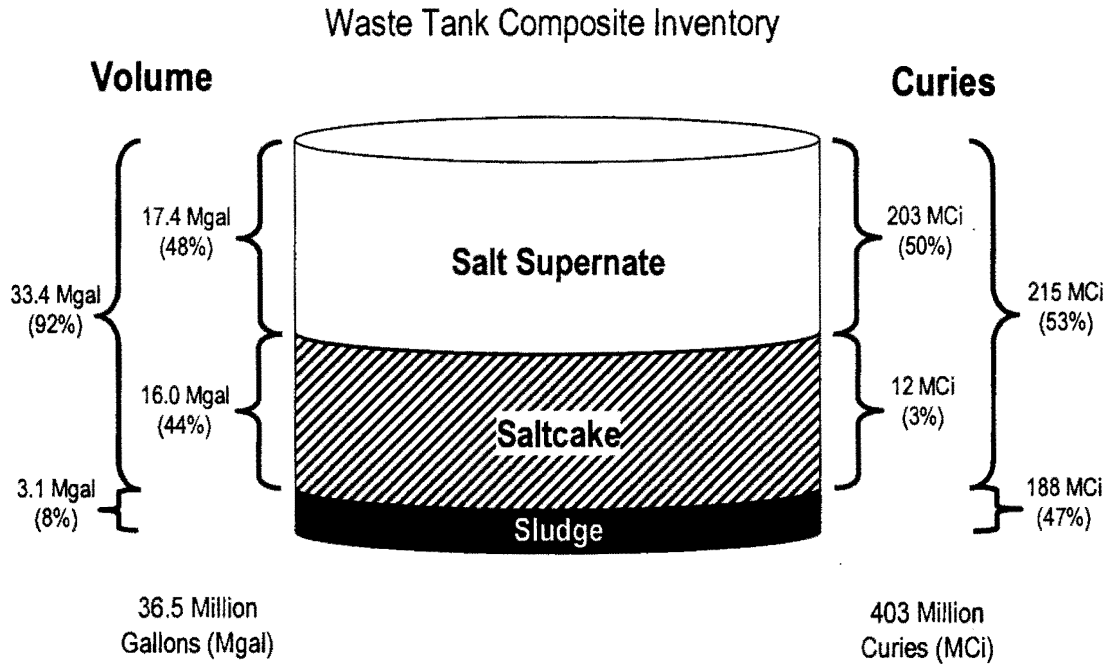 Waste Tank Composite Inventory
Volume
Curies
17.4 Mgal
(48%)
33.4 Mgal
(92%)
16.0 Mgal
(44%)
3.1 Mgal
(8%)
Salt Supernate
Saltcake
Sludge
203 MCi
(50%)
215 MCi
(53%)
12 MCi
(3%)
188 MCi
(47%)
36.5 Million
Gallons (Mgal)
403 Million
Curies (MCi)